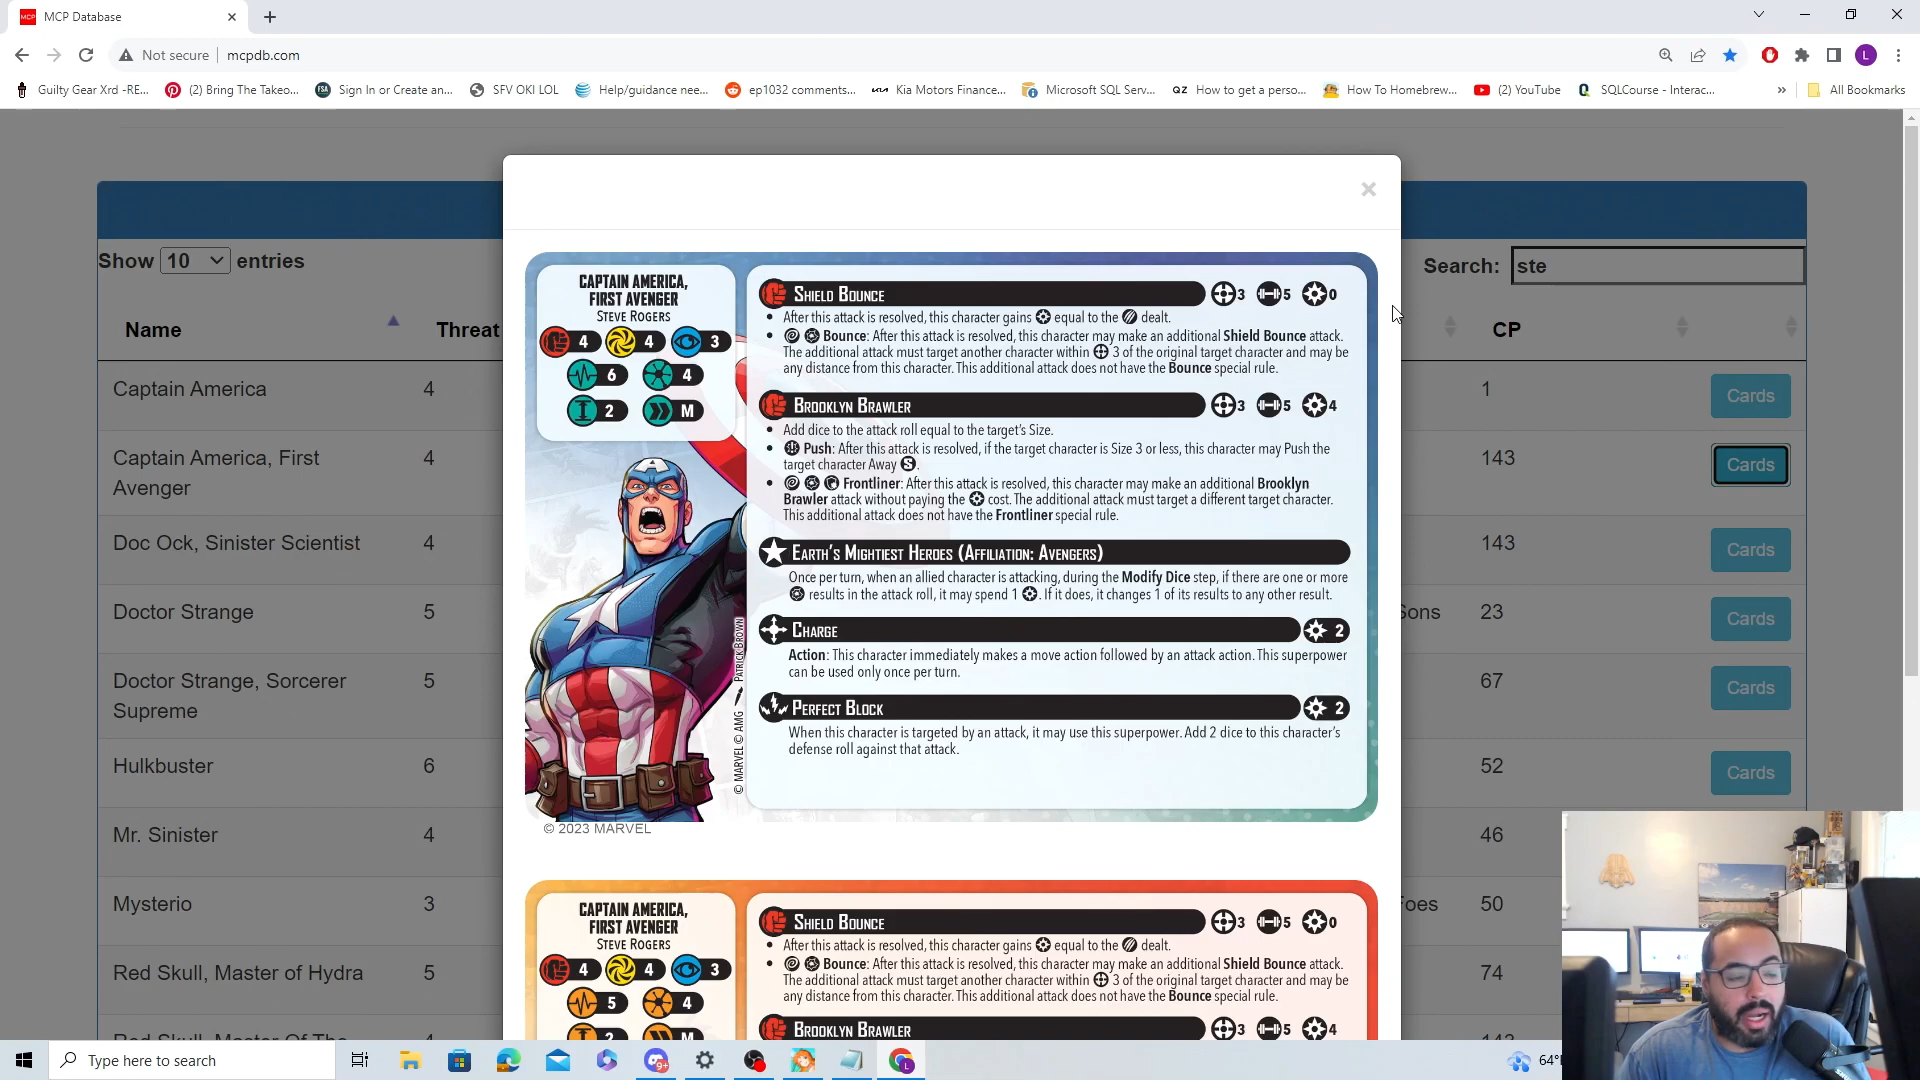 MCP Database
Not secure
mcpdb.com
Guilty Gear Xrd -RE...
(2) Bring The Takeo...
Sign In or Create an...
SFV OKI LOL
Help/guidance nee...
ep1032 comments...
Kia Motors Finance...
Microsoft SQL Serv...
QZ How to get a perso...
How To Homebrew...
(2) YouTube
SQLCourse - Interac...
»
All Bookmarks
Show 10 entries
Search: ste
Name
Threat
CP
Captain America 4 1 Cards
Captain America, First 4 143 Cards
Avenger
Doc Ock, Sinister Scientist 4 143 Cards
Doctor Strange 5 Sons 23 Cards
Doctor Strange, Sorcerer 5 67 Cards
Supreme
Hulkbuster 6 52 Cards
Mr. Sinister 4 46
Mysterio 3 Foes 50
Red Skull, Master of Hydra 5 74
CAPTAIN AMERICA,
FIRST AVENGER
STEVE ROGERS
4 4 3
6 4
2 M
© MARVEL © AMG PATRICK BROWN
SHIELD BOUNCE 3 5 0
• After this attack is resolved, this character gains equal to the dealt.
• Bounce: After this attack is resolved, this character may make an additional Shield Bounce attack.
The additional attack must target another character within 3 of the original target character and may be
any distance from this character. This additional attack does not have the Bounce special rule.
BROOKLYN BRAWLER 3 5 4
• Add dice to the attack roll equal to the target's Size.
• Push: After this attack is resolved, if the target character is Size 3 or less, this character may Push the
target character Away S.
• Frontliner: After this attack is resolved, this character may make an additional Brooklyn
Brawler attack without paying the cost. The additional attack must target a different target character.
This additional attack does not have the Frontliner special rule.
EARTH'S MIGHTIEST HEROES (AFFILIATION: AVENGERS)
Once per turn, when an allied character is attacking, during the Modify Dice step, if there are one or more
results in the attack roll, it may spend 1 . If it does, it changes 1 of its results to any other result.
CHARGE 2
Action: This character immediately makes a move action followed by an attack action. This superpower
can be used only once per turn.
PERFECT BLOCK 2
When this character is targeted by an attack, it may use this superpower. Add 2 dice to this character's
defense roll against that attack.
© 2023 MARVEL
CAPTAIN AMERICA,
FIRST AVENGER
STEVE ROGERS
4 4 3
5 4
SHIELD BOUNCE 3 5 0
• After this attack is resolved, this character gains equal to the dealt.
• Bounce: After this attack is resolved, this character may make an additional Shield Bounce attack.
The additional attack must target another character within 3 of the original target character and may be
any distance from this character. This additional attack does not have the Bounce special rule.
BROOKLYN BRAWLER 3 5 4
Type here to search
9+
64°